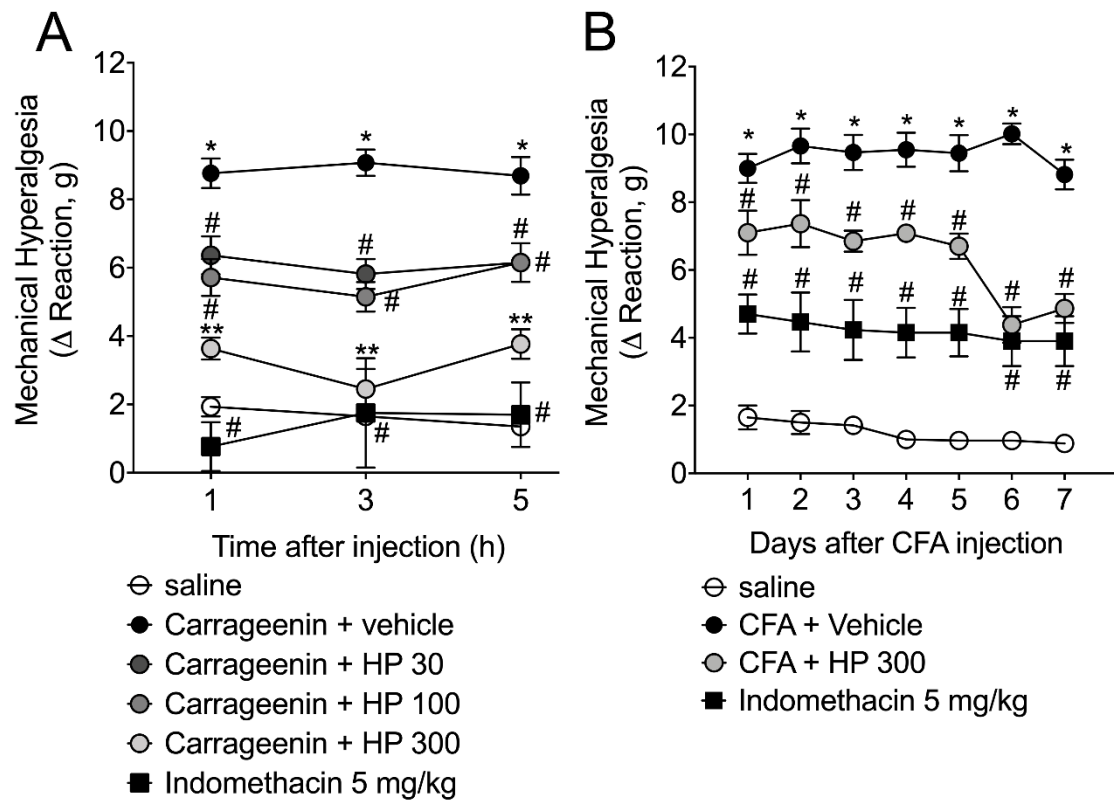 A
Mechanical Hyperalgesia
(Δ Reaction, g)
12
10
8
6
4
2
0
* * *
# # #
#
# #
** ** **
# # #
1 3 5
Time after injection (h)
saline
Carrageenin + vehicle
Carrageenin + HP 30
Carrageenin + HP 100
Carrageenin + HP 300
Indomethacin 5 mg/kg
B
Mechanical Hyperalgesia
(Δ Reaction, g)
12
10
8
6
4
2
0
* * * * * * *
# # # # # # #
# # # # # # #
1 2 3 4 5 6 7
Days after CFA injection
saline
CFA + Vehicle
CFA + HP 300
Indomethacin 5 mg/kg